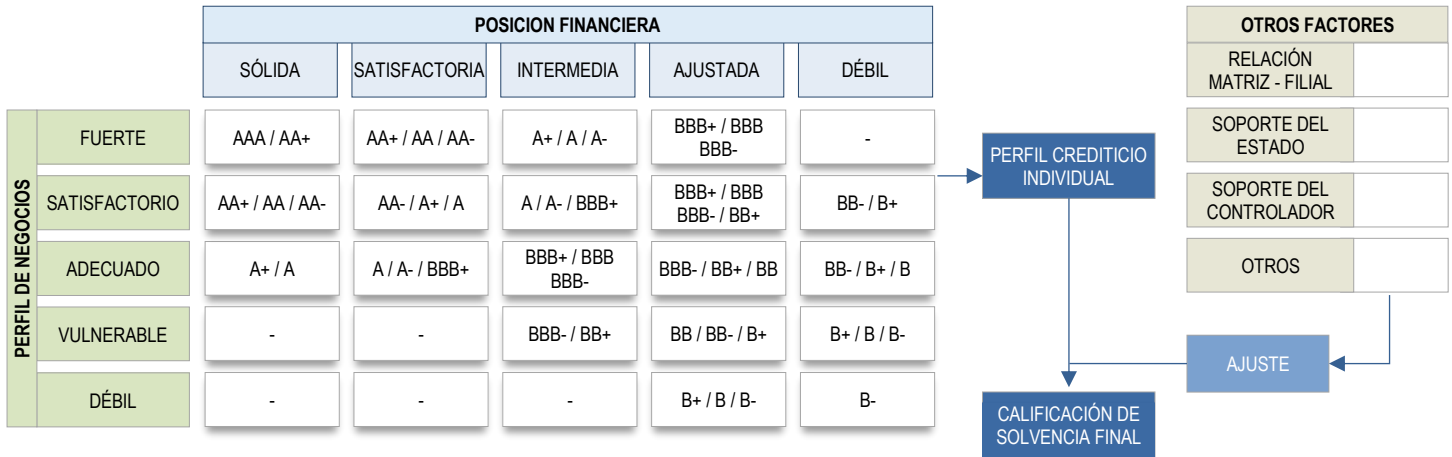 POSICION FINANCIERA
SÓLIDA
SATISFACTORIA
INTERMEDIA
AJUSTADA
DÉBIL
PERFIL DE NEGOCIOS
FUERTE
AAA / AA+
AA+ / AA / AA-
A+ / A / A-
BBB+ / BBB
BBB-
-
SATISFACTORIO
AA+ / AA / AA-
AA- / A+ / A
A / A- / BBB+
BBB+ / BBB
BBB- / BB+
BB- / B+
ADECUADO
A+ / A
A / A- / BBB+
BBB+ / BBB
BBB-
BBB- / BB+ / BB
BB- / B+ / B
VULNERABLE
-
-
BBB- / BB+
BB / BB- / B+
B+ / B / B-
DÉBIL
-
-
-
B+ / B / B-
B-
PERFIL CREDITICIO
INDIVIDUAL
CALIFICACIÓN DE
SOLVENCIA FINAL
OTROS FACTORES
RELACIÓN
MATRIZ - FILIAL
SOPORTE DEL
ESTADO
SOPORTE DEL
CONTROLADOR
OTROS
AJUSTE